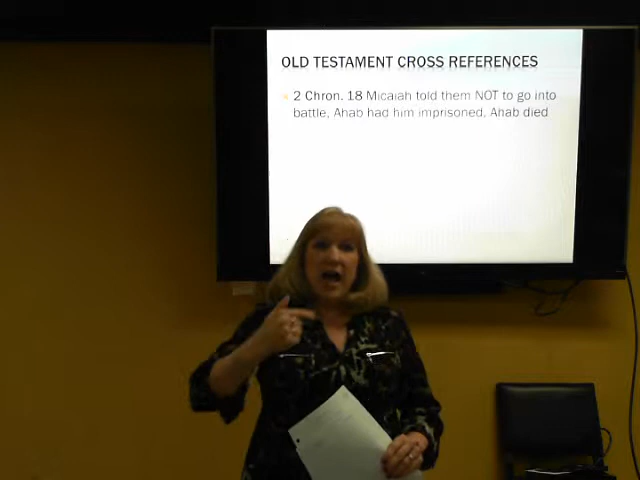 OLD TESTAMENT CROSS REFERENCES
2 Chron. 18 Micaiah told them NOT to go into
battle, Ahab had him imprisoned, Ahab died